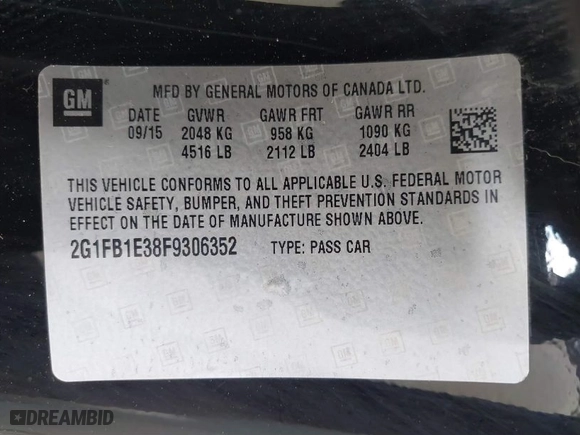 GM
MFD BY GENERAL MOTORS OF CANADA LTD.
DATE GVWR GAWR FRT GAWR RR
09/15 2048 KG 958 KG 1090 KG
4516 LB 2112 LB 2404 LB
THIS VEHICLE CONFORMS TO ALL APPLICABLE U.S. FEDERAL MOTOR
VEHICLE SAFETY, BUMPER, AND THEFT PREVENTION STANDARDS IN
EFFECT ON THE DATE OF MANUFACTURE SHOWN ABOVE.
2G1FB1E38F9306352 TYPE: PASS CAR
DREAMBID